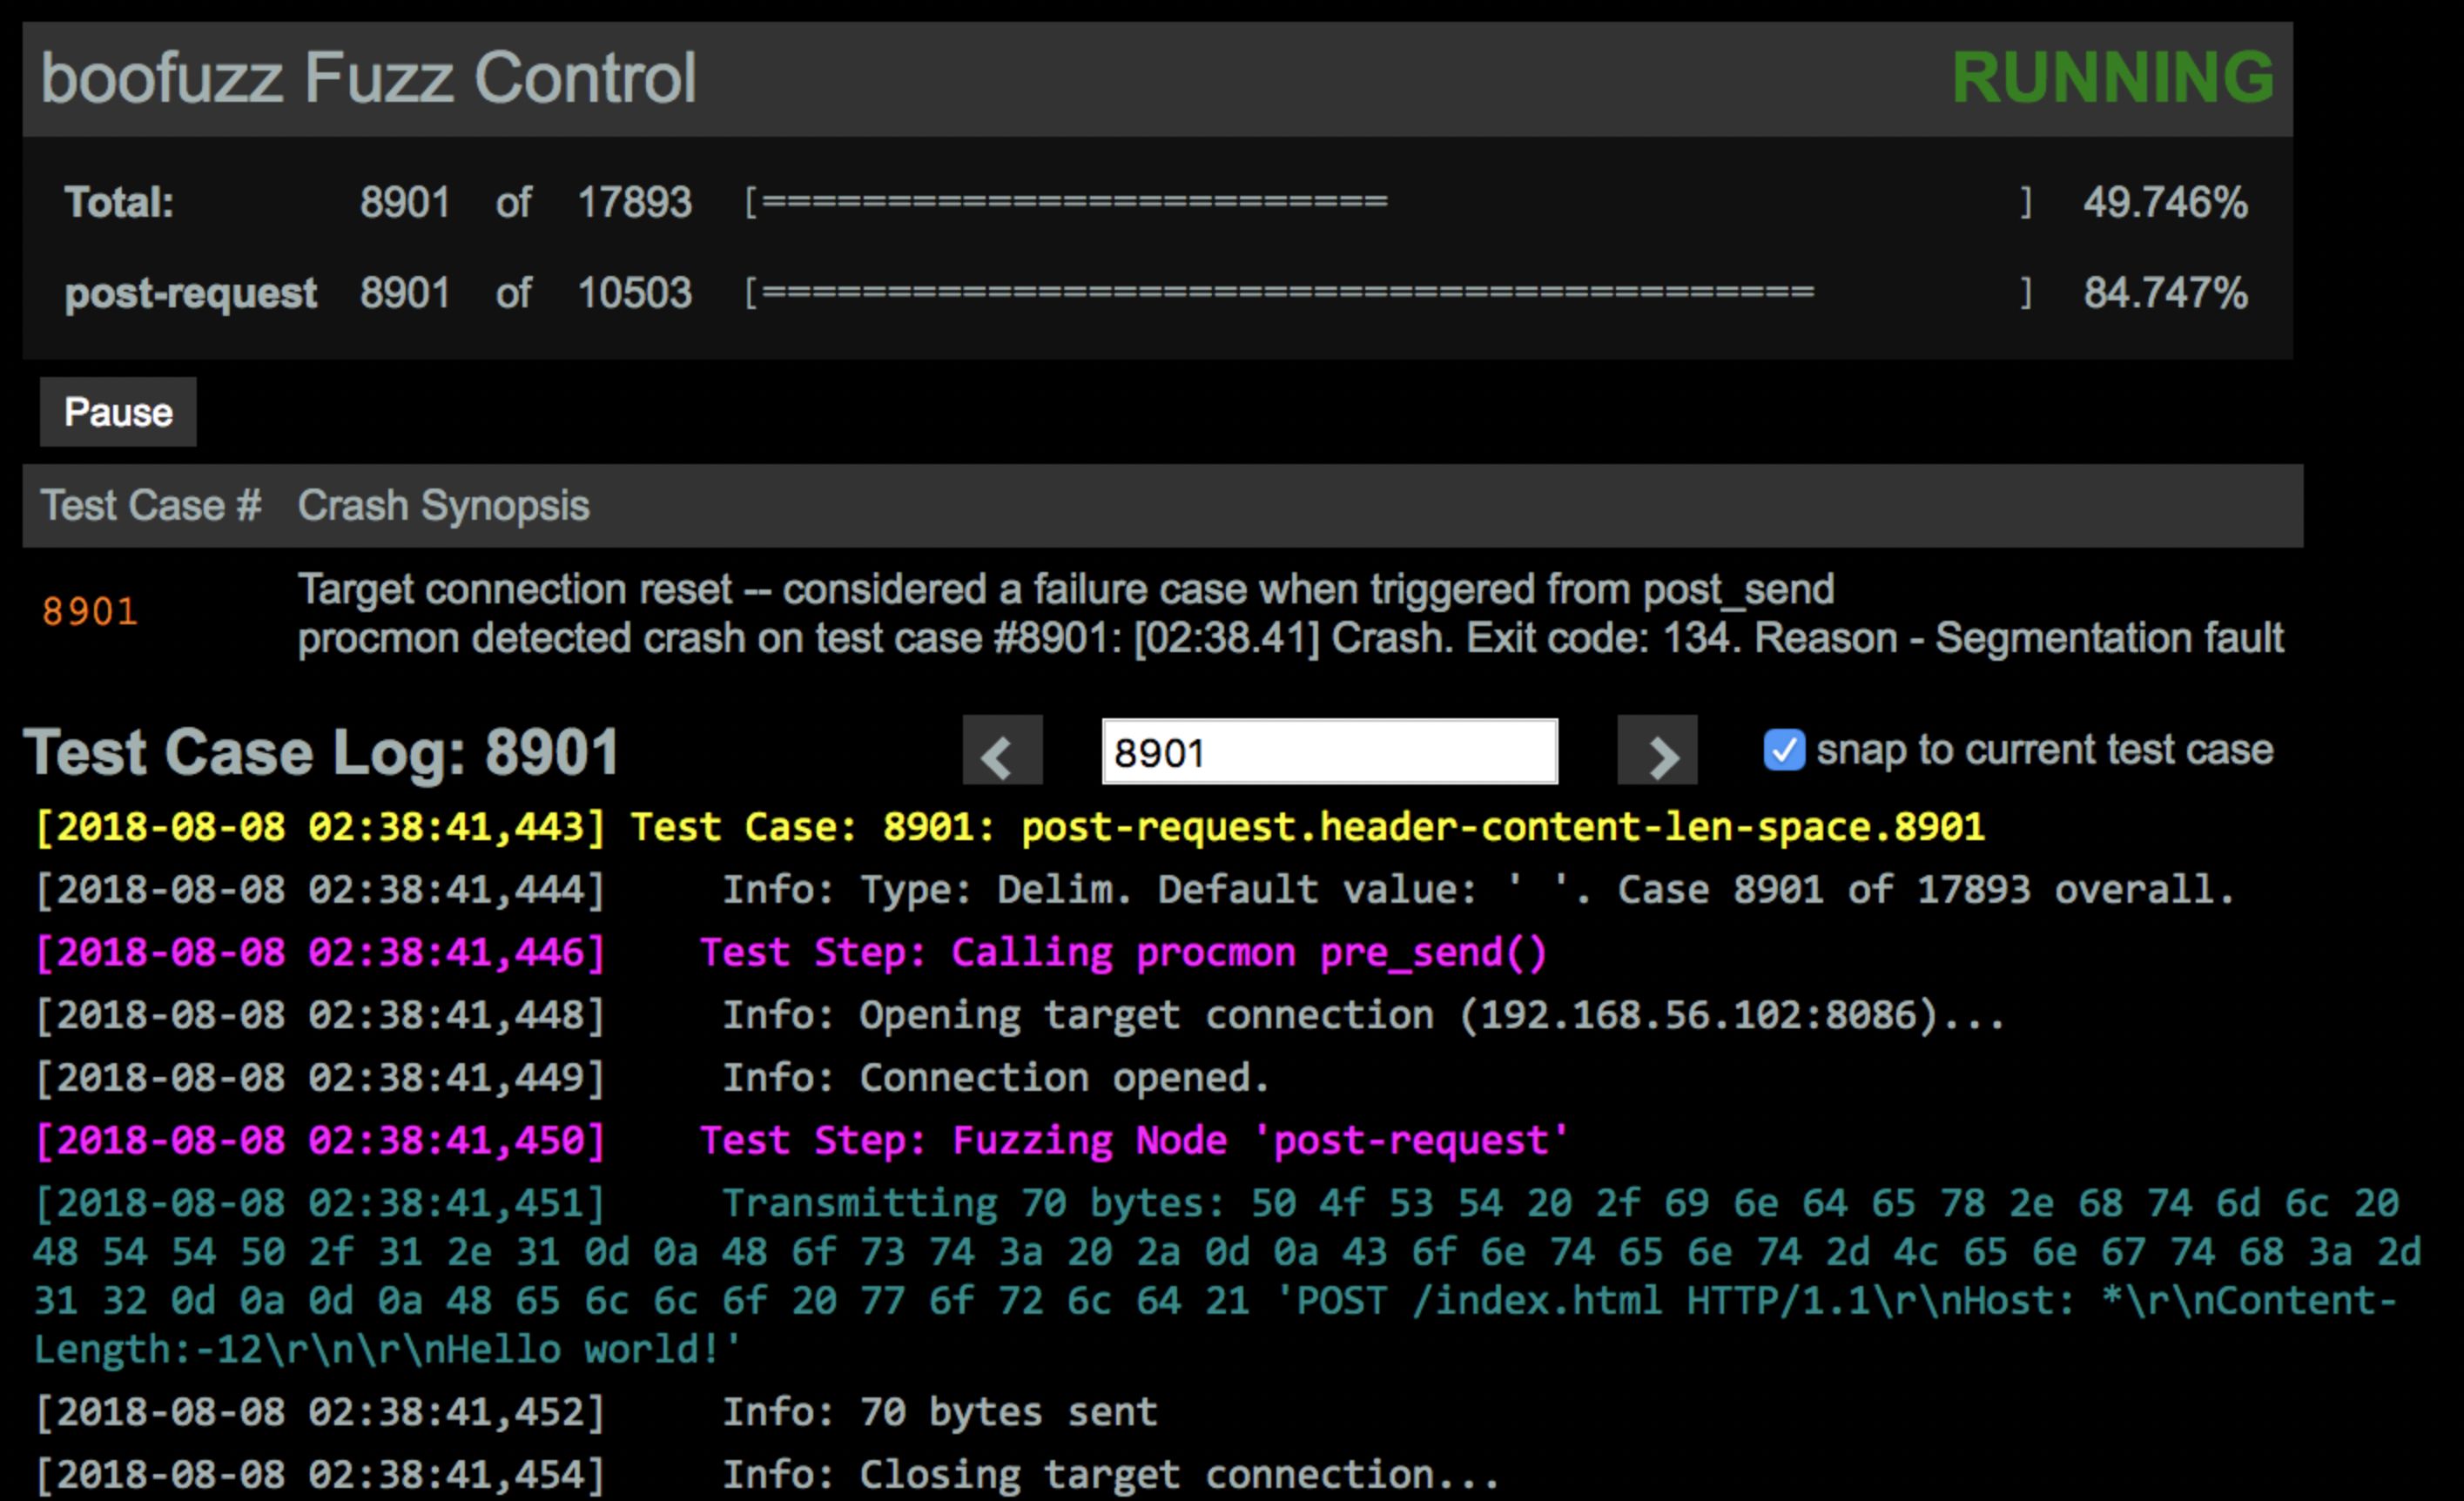 boofuzz Fuzz Control RUNNING
Total: 8901 of 17893 [========================= ] 49.746%
post-request 8901 of 10503 [========================================== ] 84.747%
Pause
Test Case # Crash Synopsis
8901 Target connection reset -- considered a failure case when triggered from post_send
procmon detected crash on test case #8901: [02:38.41] Crash. Exit code: 134. Reason - Segmentation fault
Test Case Log: 8901 < 8901 > snap to current test case
[2018-08-08 02:38:41,443] Test Case: 8901: post-request.header-content-len-space.8901
[2018-08-08 02:38:41,444] Info: Type: Delim. Default value: ' '. Case 8901 of 17893 overall.
[2018-08-08 02:38:41,446] Test Step: Calling procmon pre_send()
[2018-08-08 02:38:41,448] Info: Opening target connection (192.168.56.102:8086)...
[2018-08-08 02:38:41,449] Info: Connection opened.
[2018-08-08 02:38:41,450] Test Step: Fuzzing Node 'post-request'
[2018-08-08 02:38:41,451] Transmitting 70 bytes: 50 4f 53 54 20 2f 69 6e 64 65 78 2e 68 74 6d 6c 20
48 54 54 50 2f 31 2e 31 0d 0a 48 6f 73 74 3a 20 2a 0d 0a 43 6f 6e 74 65 6e 74 2d 4c 65 6e 67 74 68 3a 2d
31 32 0d 0a 0d 0a 48 65 6c 6c 6f 20 77 6f 72 6c 64 21 'POST /index.html HTTP/1.1\r\nHost: *\r\nContent-
Length:-12\r\n\r\nHello world!'
[2018-08-08 02:38:41,452] Info: 70 bytes sent
[2018-08-08 02:38:41,454] Info: Closing target connection...